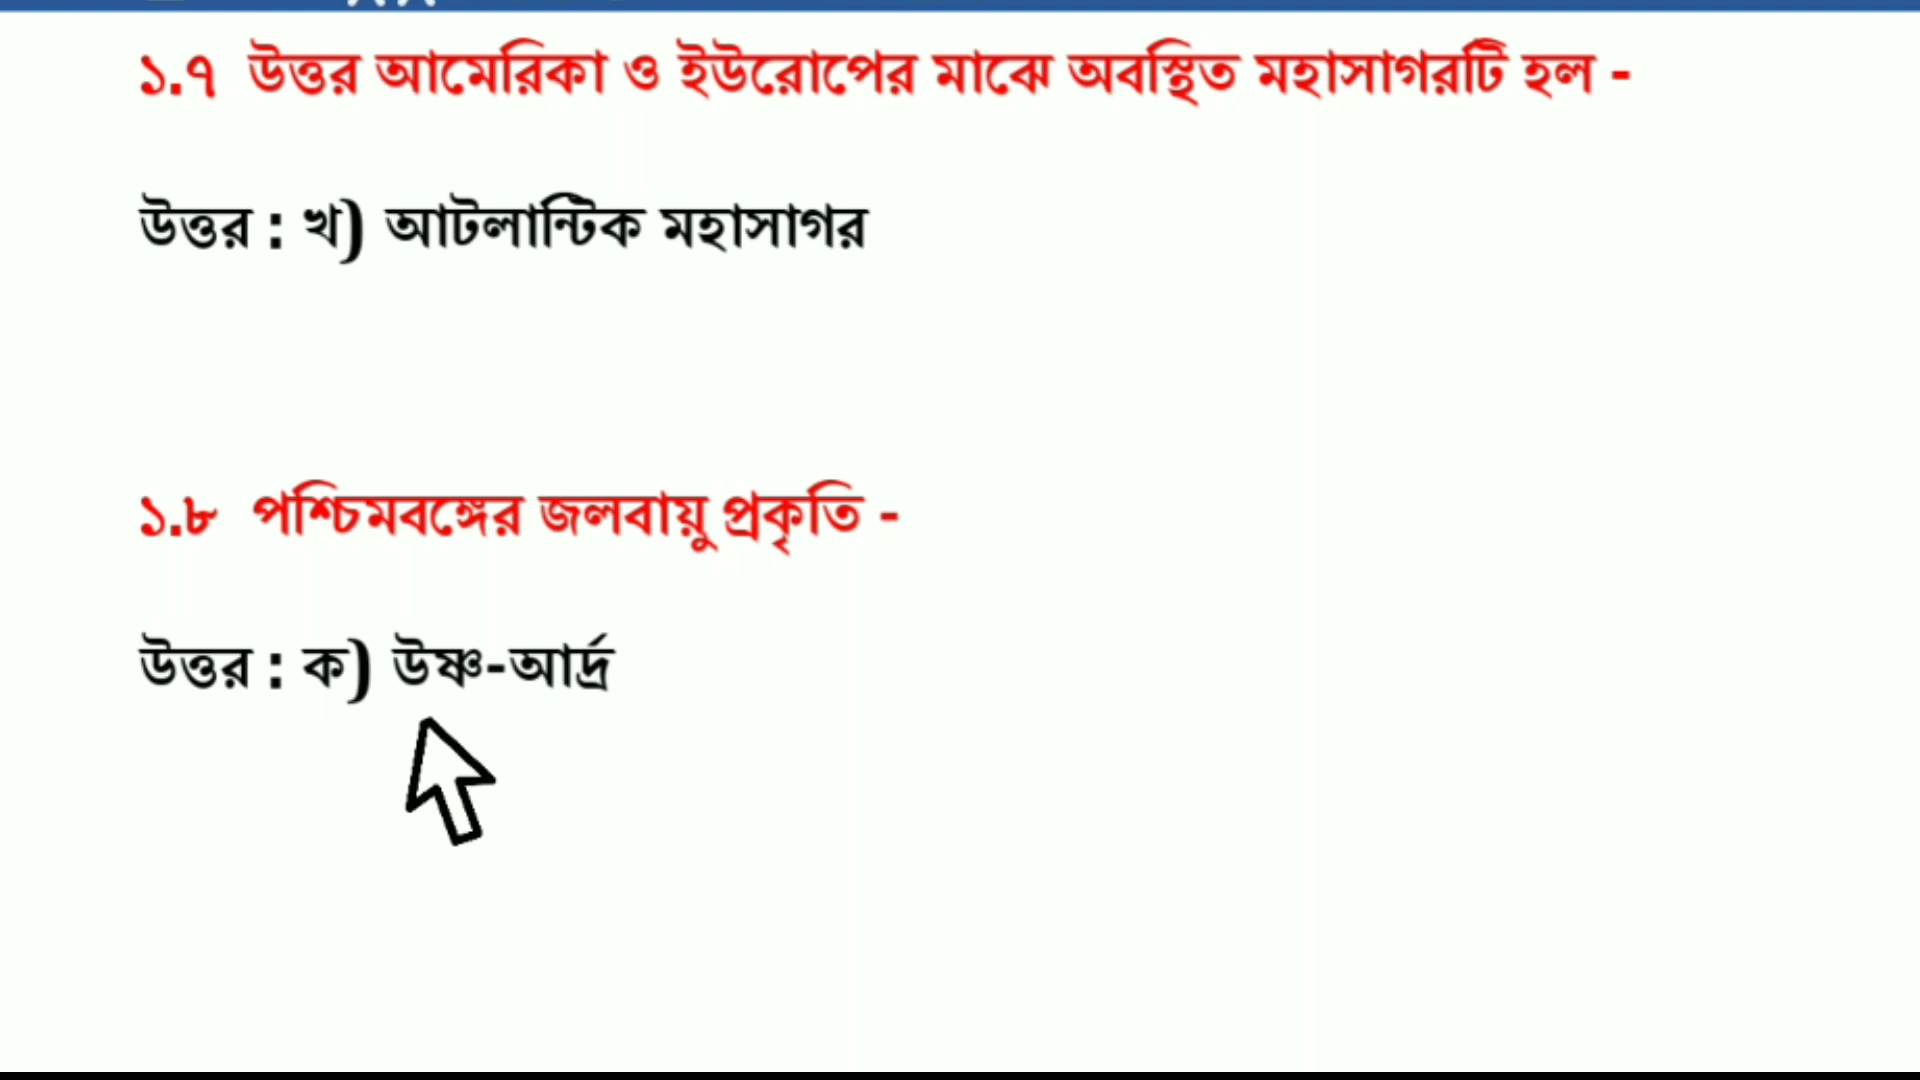 ১.৭ উত্তর আমেরিকা ও ইউরোপের মাঝে অবস্থিত মহাসাগরটি হল -
উত্তর : খ) আটলান্টিক মহাসাগর
১.৮ পশ্চিমবঙ্গের জলবায়ু প্রকৃতি -
উত্তর : ক) উষ্ণ-আর্দ্র